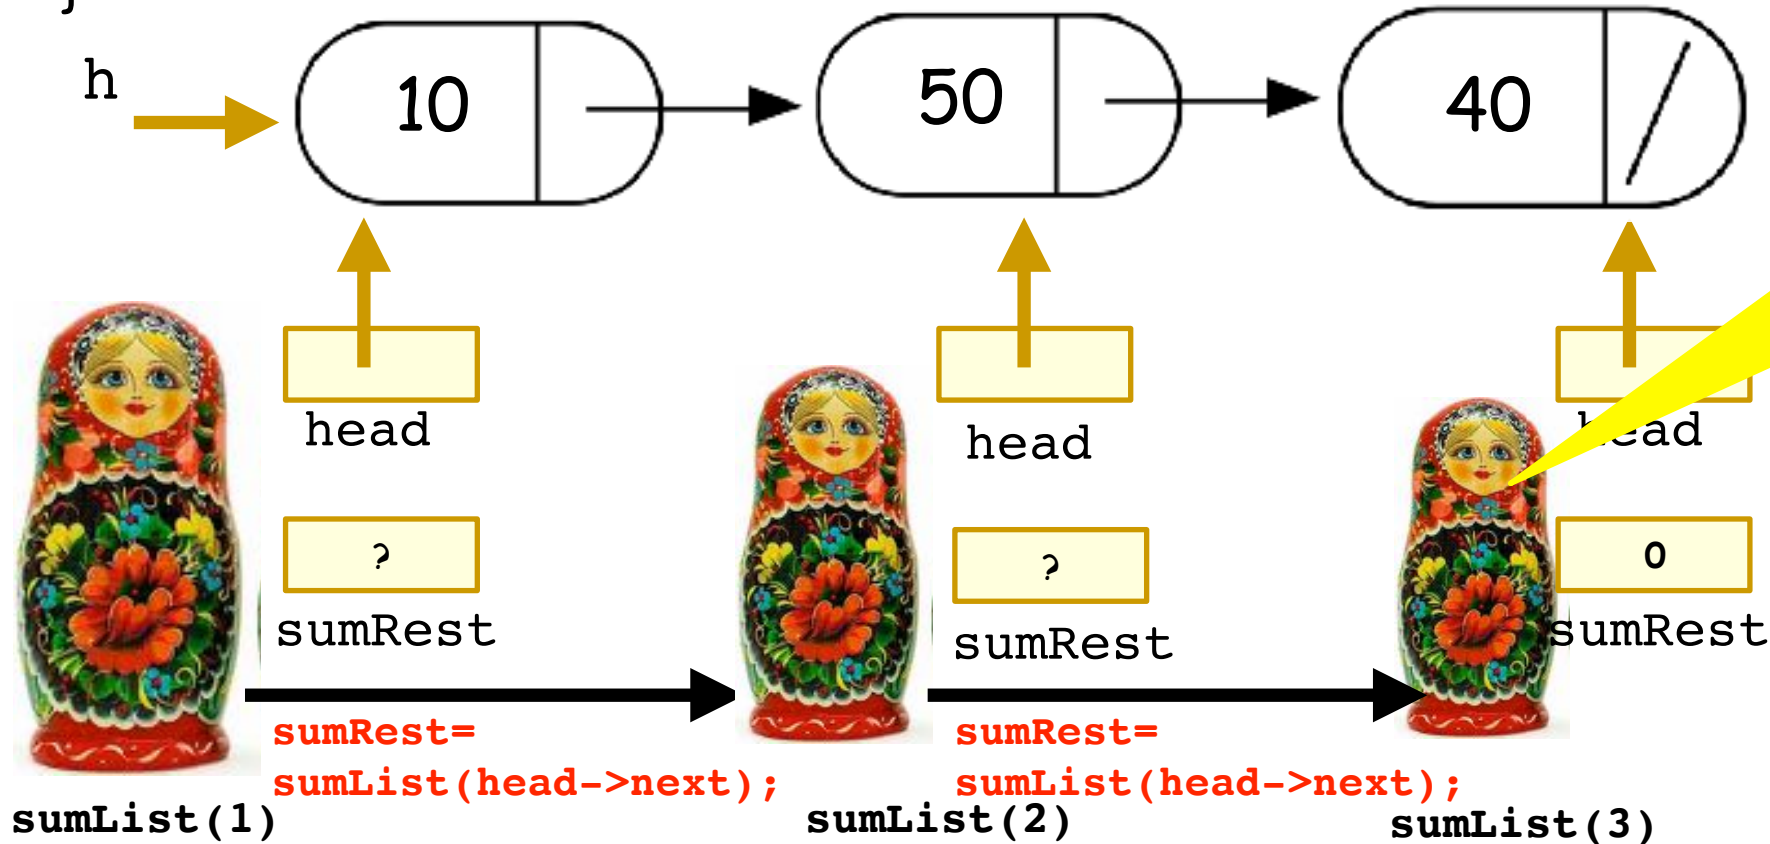 }
h
10
50
40
head
head
head
?
?
0
sumRest
sumRest
sumRest
sumRest=
sumList(head->next);
sumRest=
sumList(head->next);
sumList(1)
sumList(2)
sumList(3)